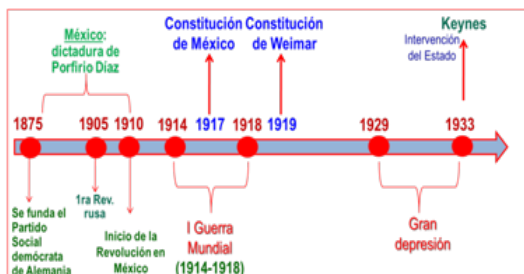 México:
dictadura de
Porfirio Díaz
Constitución
de México
Constitución
de Weimar
Keynes
Intervención
del Estado
1875
1905
1910
1914
1917
1918
1919
1929
1933
Se funda el
Partido
Social
demócrata
de Alemania
1ra Rev.
rusa
Inicio de la
Revolución en
México
I Guerra
Mundial
(1914-1918)
Gran
depresión